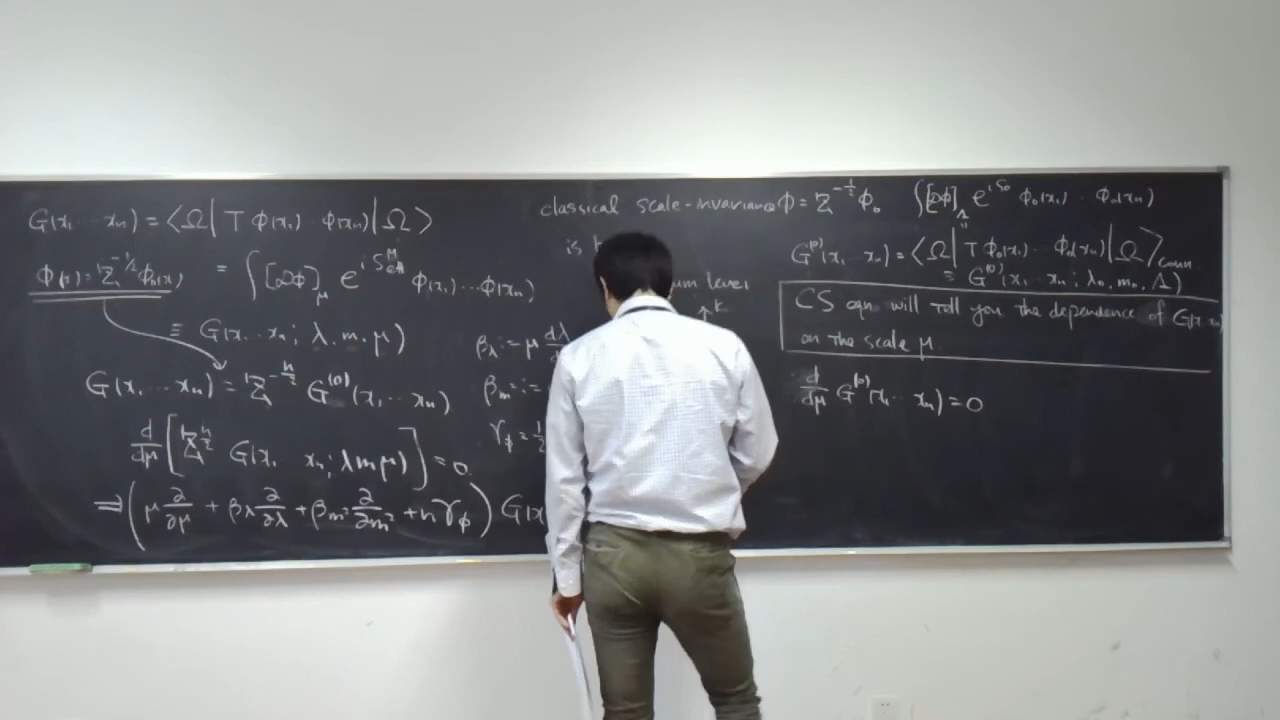 G(x₁ ⋯ xₙ) = ⟨Ω| T Φ(x₁) Φ(xₙ) |Ω⟩
Φ(x) = Z^{-1/2} Φ₀(x)
= ∫[𝒟Φ]_μ e^{i S_eff^μ} Φ(x₁) ⋯ Φ(xₙ)
≡ G(x₁ ⋯ xₙ; λ, m, μ)
G(x₁ ⋯ xₙ) = Z^{-n/2} G^{(0)}(x₁ ⋯ xₙ)
d/dμ [Z^{n/2} G(x₁ xₙ; λ m μ)] = 0.
⇒ (μ ∂/∂μ + β_λ ∂/∂λ + β_{m²} ∂/∂m² + n γ_Φ) G(x
classical scale-invariance
is
um level
↑ k
β_λ := μ dλ
β_{m²} :=
γ_Φ = 1/2
Φ = Z^{-1/2} Φ₀
∫[𝒟Φ]_Λ e^{i S₀} Φ₀(x₁) ⋯ Φ₀(xₙ)
G^{(0)}(x₁ ⋯ xₙ) = ⟨Ω| T Φ₀(x₁) ⋯ Φ₀(xₙ) |Ω⟩_conn
≡ G^{(0)}(x₁ ⋯ xₙ; λ₀, m₀, Λ)
CS eqn will tell you the dependence of G(x₁ xₙ)
on the scale μ
d/dμ G^{(0)}(x₁ ⋯ xₙ) = 0